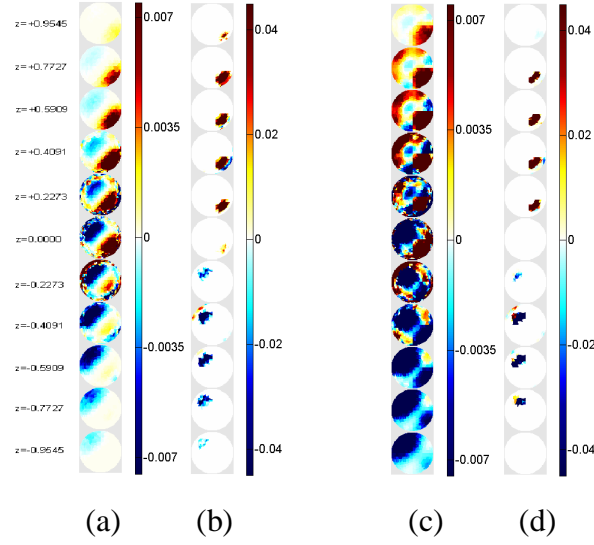 z=+0.9545
z=+0.7727
z=+0.5909
z=+0.4091
z=+0.2273
z=0.0000
z=-0.2273
z=-0.4091
z=-0.5909
z=-0.7727
z=-0.9545
0.007
0.0035
0
-0.0035
-0.007
0.04
0.02
0
-0.02
-0.04
0.007
0.0035
0
-0.0035
-0.007
0.04
0.02
0
-0.02
-0.04
(a) (b) (c) (d)